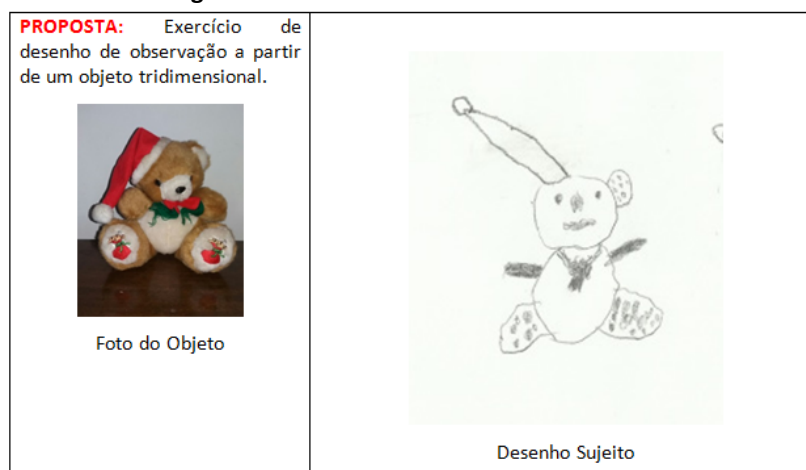 PROPOSTA: Exercício de
desenho de observação a partir
de um objeto tridimensional.
Foto do Objeto
Desenho Sujeito